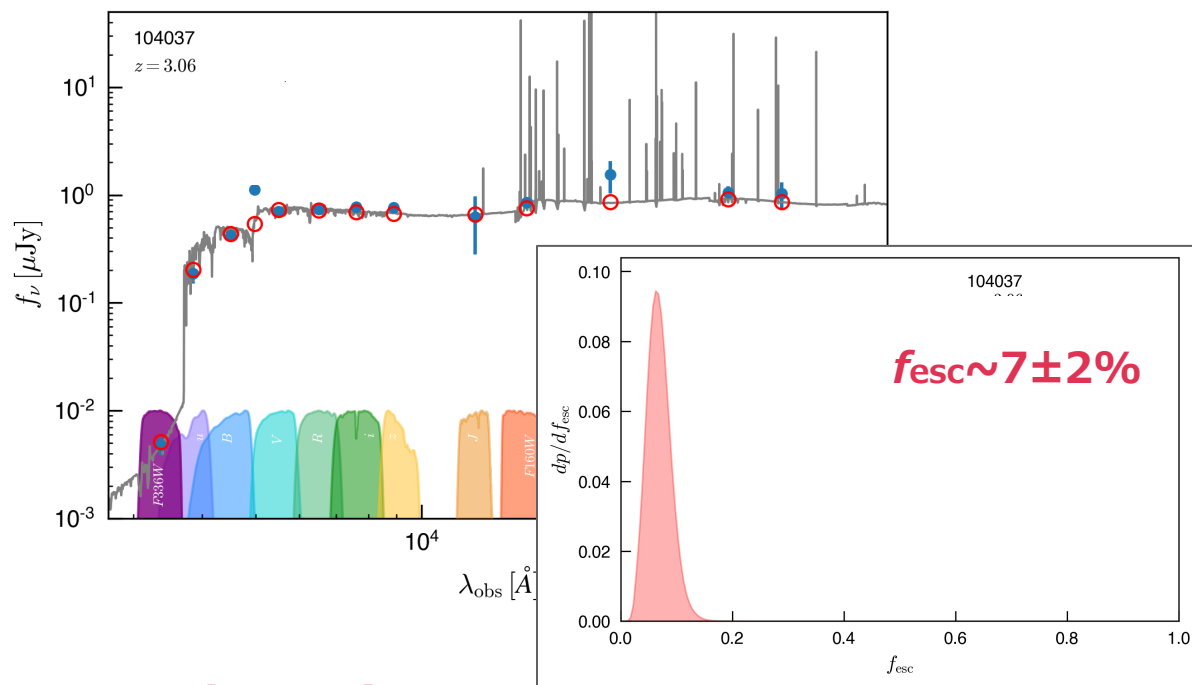 104037
z = 3.06
10¹
10⁰
10⁻¹
10⁻²
10⁻³
f_ν [μJy]
F336W
u
B
V
R
i
z
J
F160W
10⁴
λ_obs [Å]
104037
f_esc~7±2%
0.10
0.08
0.06
0.04
0.02
0.00
dp/df_esc
0.0 0.2 0.4 0.6 0.8 1.0
f_esc